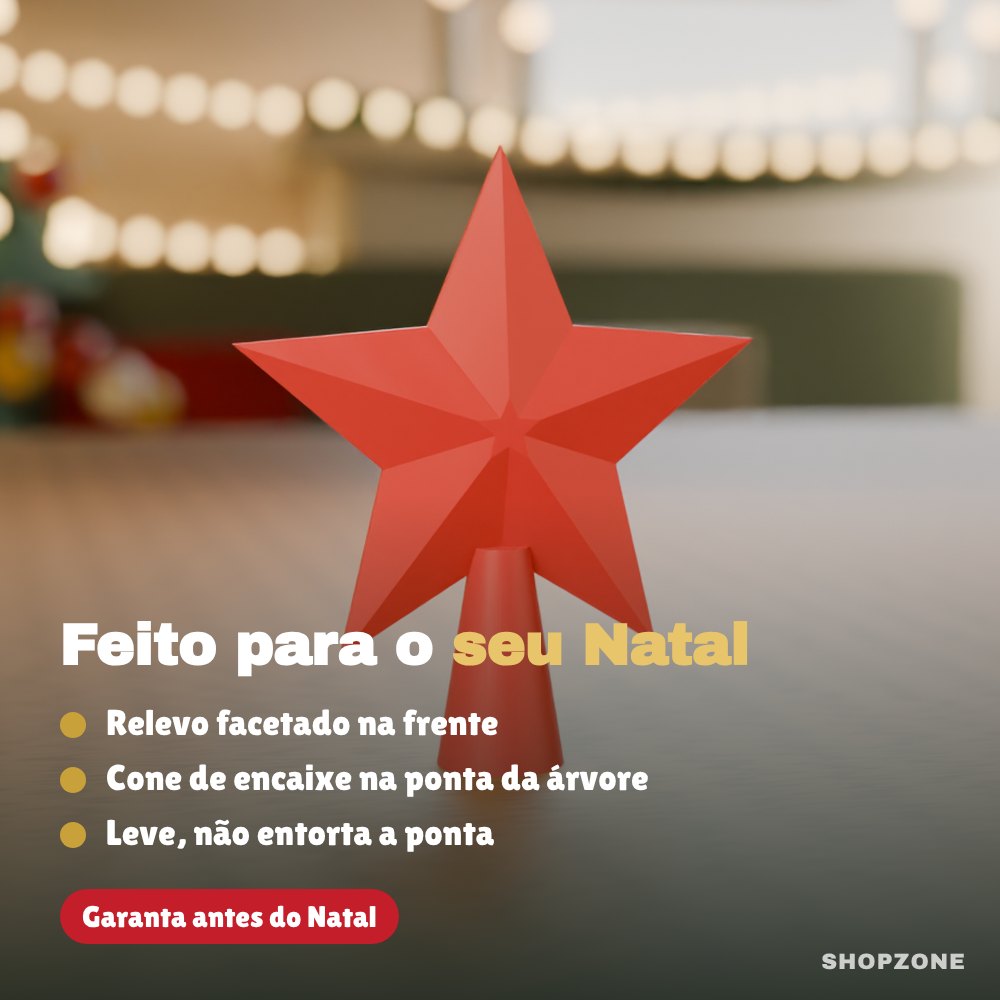 Feito para o seu Natal
Relevo facetado na frente
Cone de encaixe na ponta da árvore
Leve, não entorta a ponta
Garanta antes do Natal
SHOPZONE